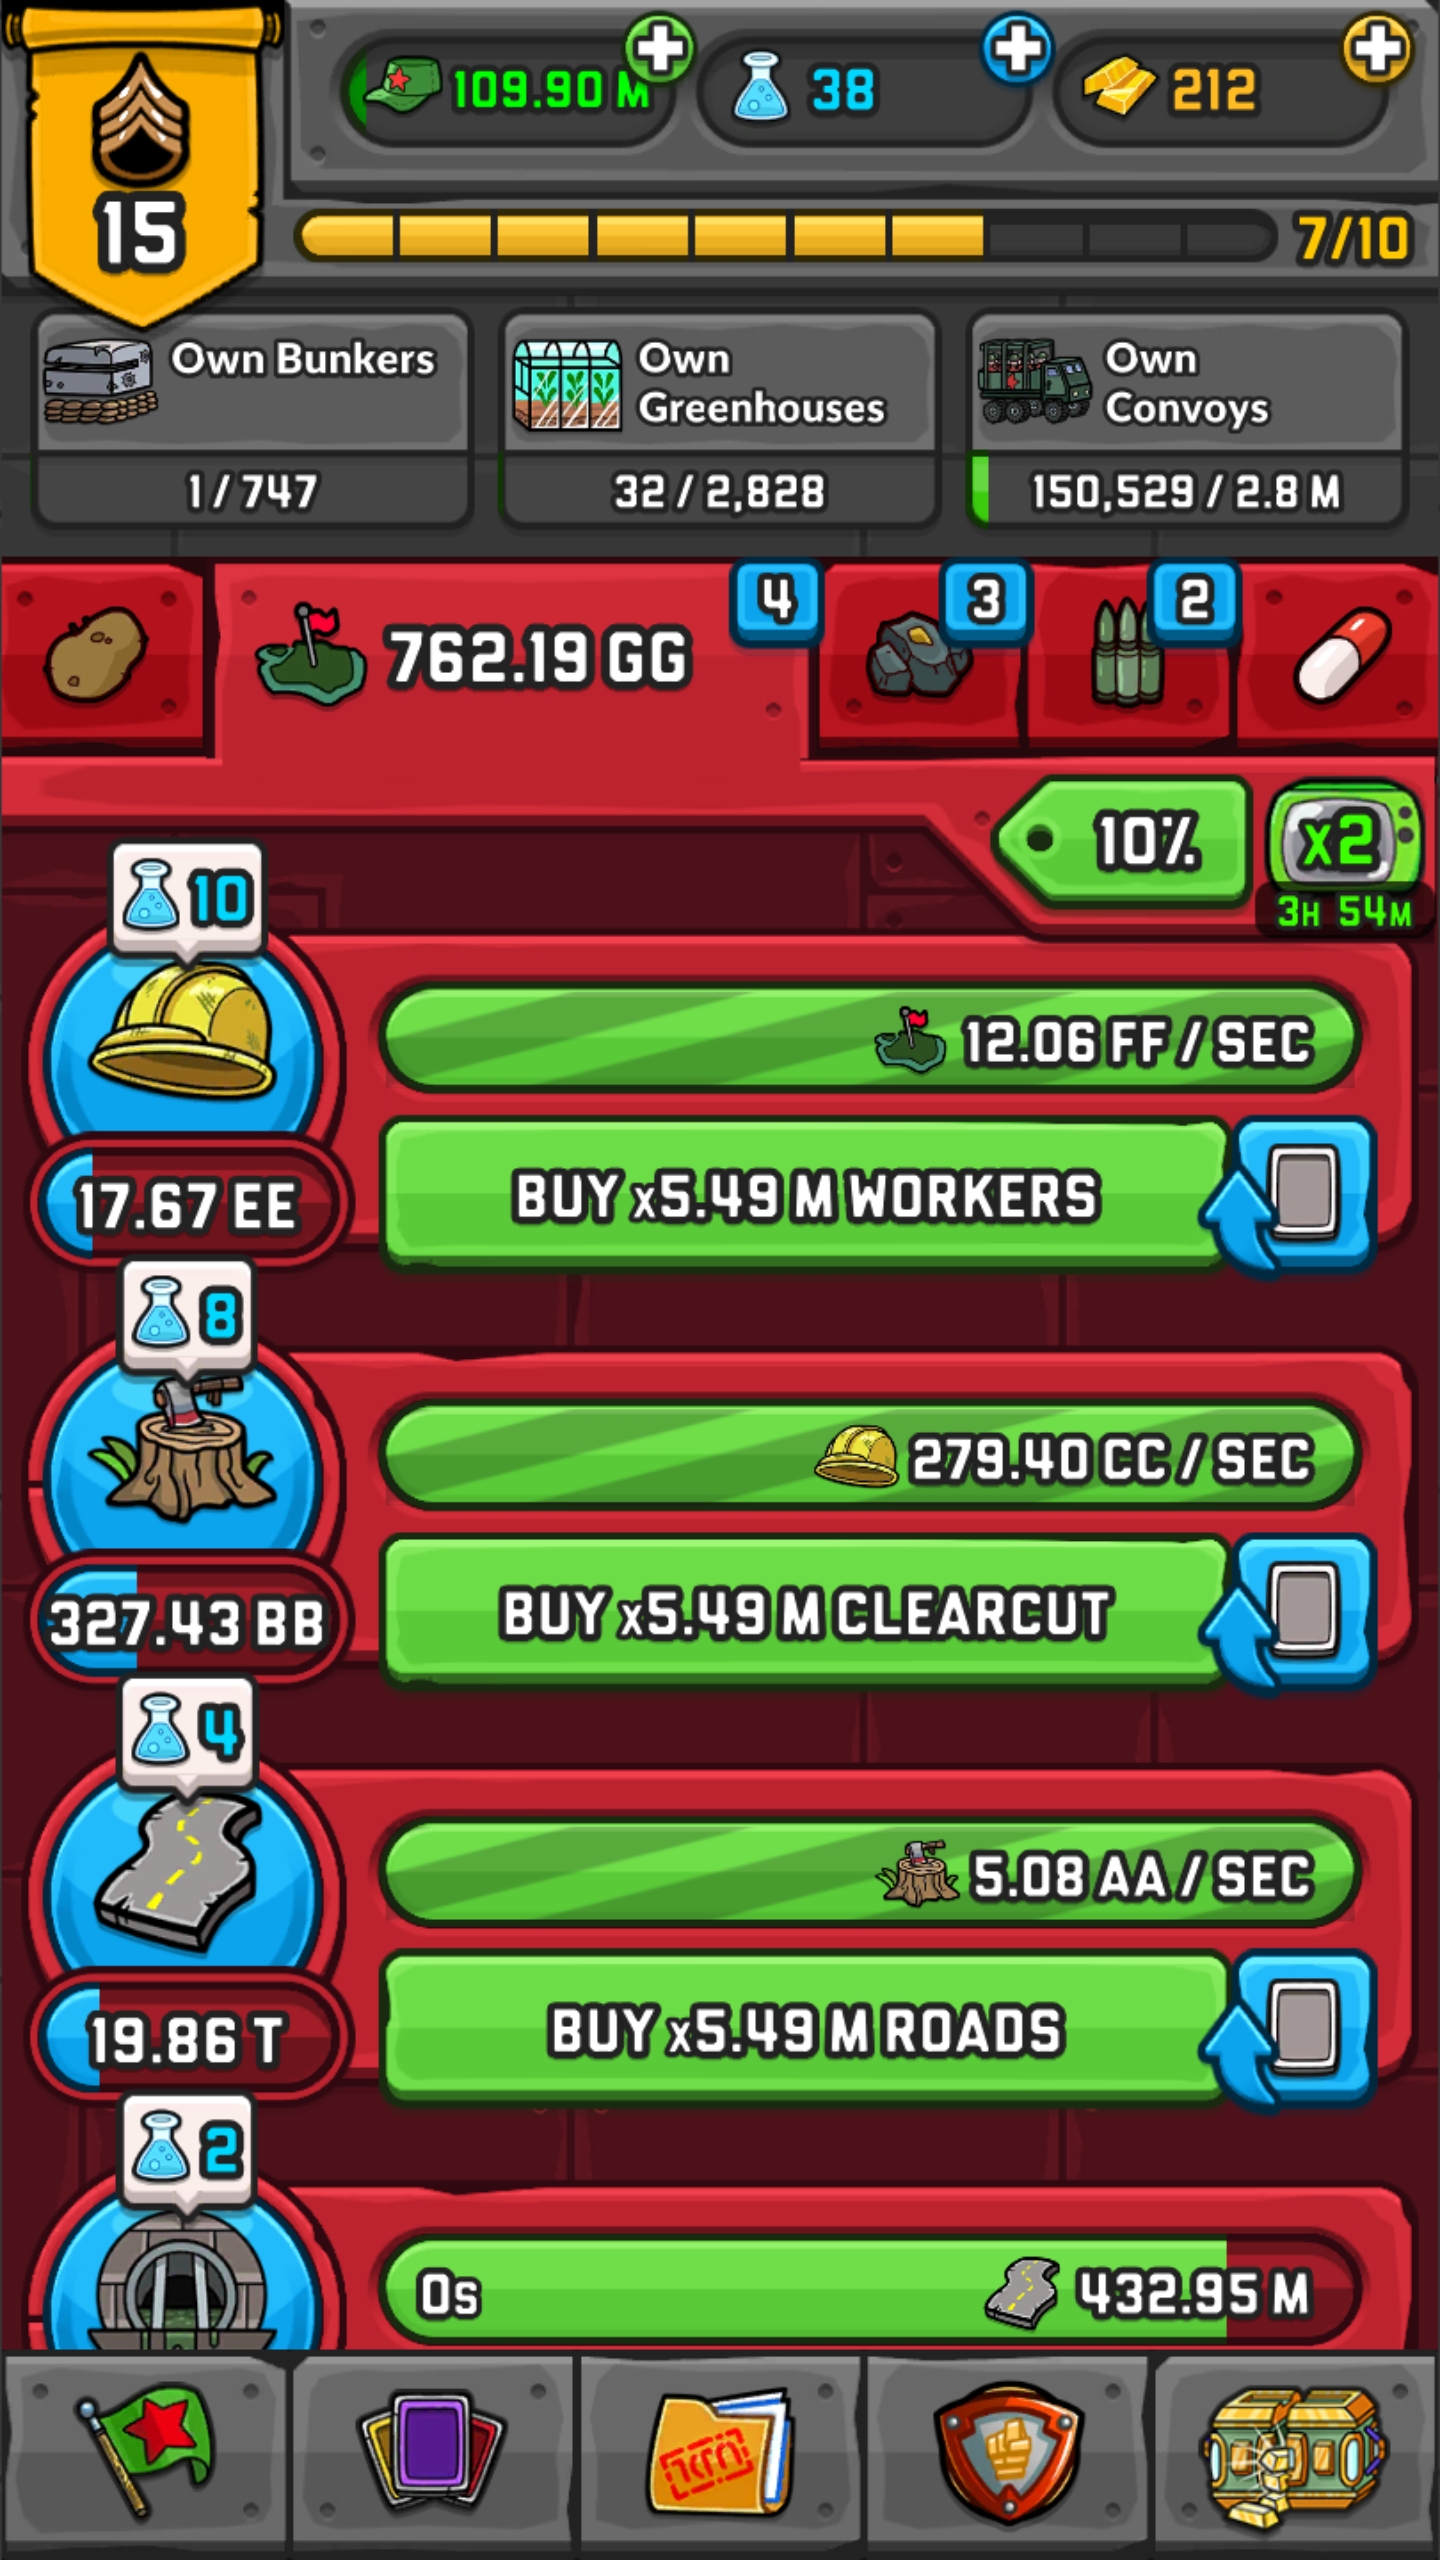 109.90 M
38
212
15
7/10
Own Bunkers
1 / 747
Own
Greenhouses
32 / 2,828
Own
Convoys
150,529 / 2.8 M
762.19 GG
4
3
2
10%
x2
3H 54M
10
12.06 FF / SEC
BUY x5.49 M WORKERS
17.67 EE
8
279.40 CC / SEC
BUY x5.49 M CLEARCUT
327.43 BB
4
5.08 AA / SEC
BUY x5.49 M ROADS
19.86 T
2
0s
432.95 M